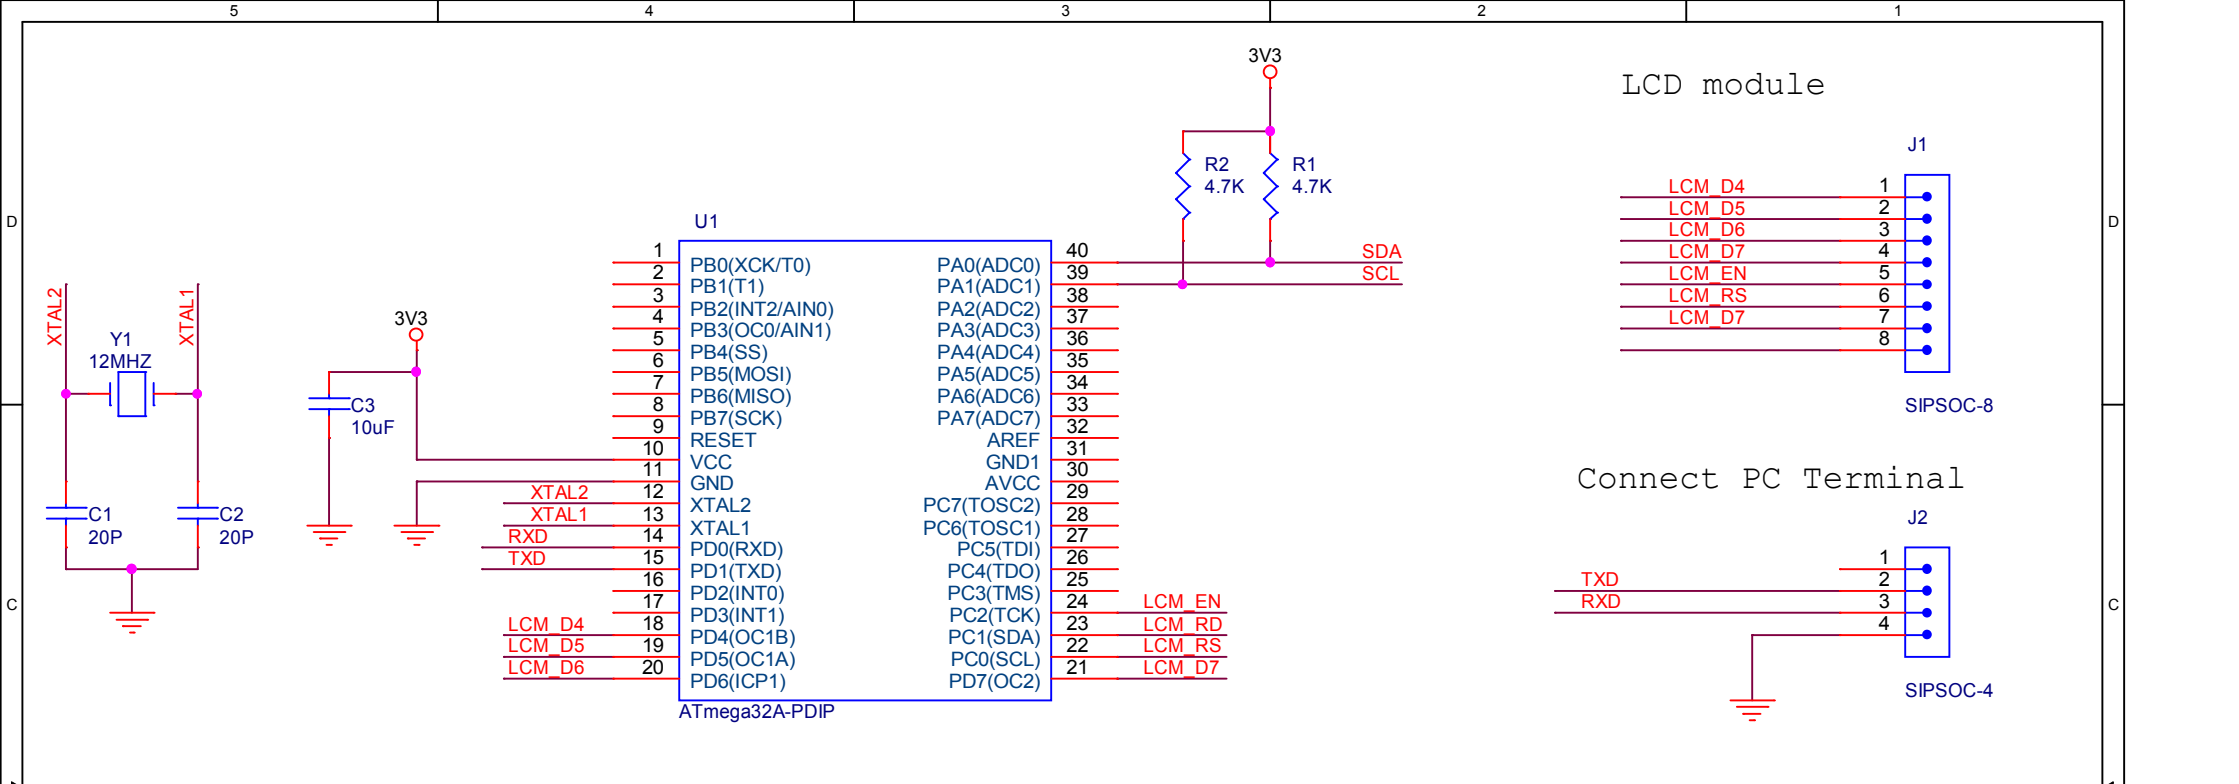 5 4 3 2 1
D D
C C
3V3
LCD module
J1
LCM_D4 1
LCM_D5 2
LCM_D6 3
LCM_D7 4
LCM_EN 5
LCM_RS 6
LCM_D7 7
8
SIPSOC-8
R2
4.7K
R1
4.7K
SDA
SCL
XTAL2
XTAL1
Y1
12MHZ
C1
20P
C2
20P
3V3
C3
10uF
U1
1 PB0(XCK/T0) PA0(ADC0) 40
2 PB1(T1) PA1(ADC1) 39
3 PB2(INT2/AIN0) PA2(ADC2) 38
4 PB3(OC0/AIN1) PA3(ADC3) 37
5 PB4(SS) PA4(ADC4) 36
6 PB5(MOSI) PA5(ADC5) 35
7 PB6(MISO) PA6(ADC6) 34
8 PB7(SCK) PA7(ADC7) 33
9 RESET AREF 32
10 VCC GND1 31
11 GND AVCC 30
XTAL2 12 XTAL2 PC7(TOSC2) 29
XTAL1 13 XTAL1 PC6(TOSC1) 28
RXD 14 PD0(RXD) PC5(TDI) 27
TXD 15 PD1(TXD) PC4(TDO) 26
16 PD2(INT0) PC3(TMS) 25
17 PD3(INT1) PC2(TCK) 24 LCM_EN
LCM_D4 18 PD4(OC1B) PC1(SDA) 23 LCM_RD
LCM_D5 19 PD5(OC1A) PC0(SCL) 22 LCM_RS
LCM_D6 20 PD6(ICP1) PD7(OC2) 21 LCM_D7
ATmega32A-PDIP
Connect PC Terminal
J2
1
TXD 2
RXD 3
4
SIPSOC-4